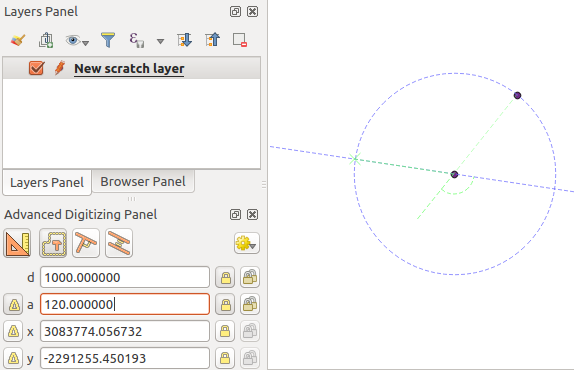 Layers Panel
New scratch layer
Layers Panel
Browser Panel
Advanced Digitizing Panel
d 1000.000000
a 120.000000
x 3083774.056732
y -2291255.450193